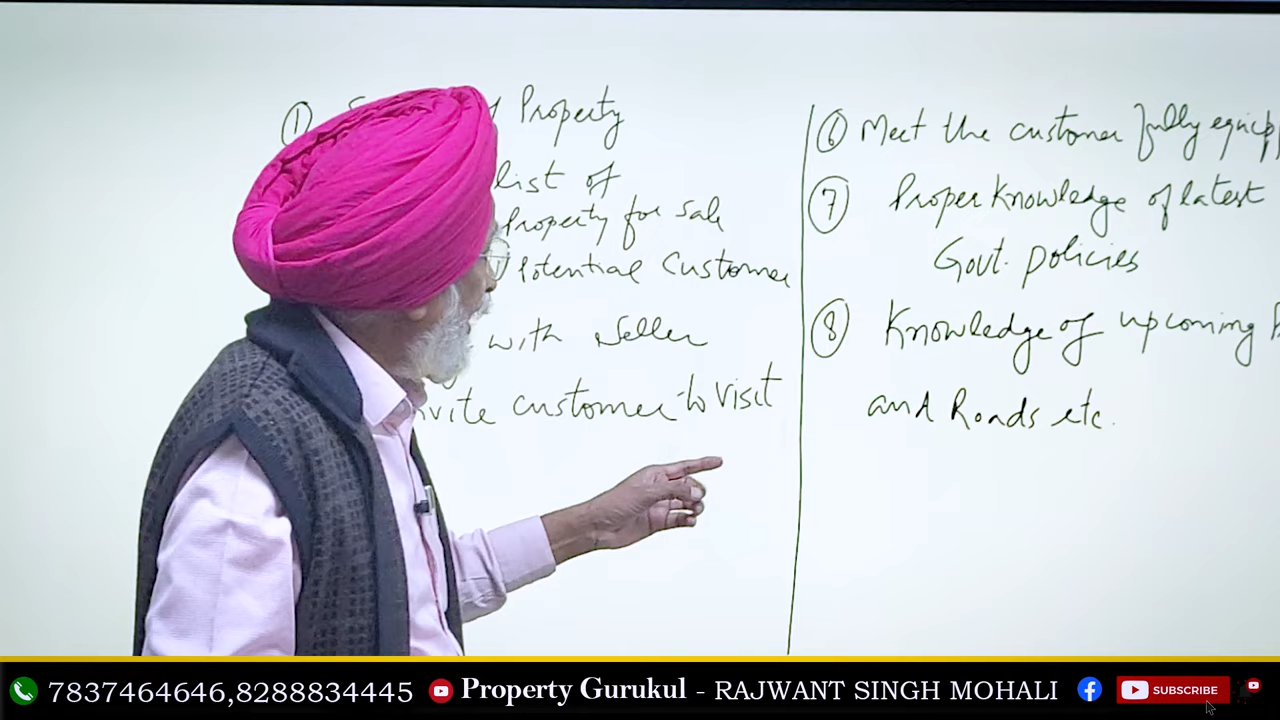 ① Property
list of
Property for Sale
Potential Customer
with Seller
customer to visit
⑥ Meet the customer fully
⑦ Proper Knowledge of latest
Govt. policies
⑧ Knowledge of upcoming
and Roads etc.
7837464646,8288834445 Property Gurukul - RAJWANT SINGH MOHALI SUBSCRIBE